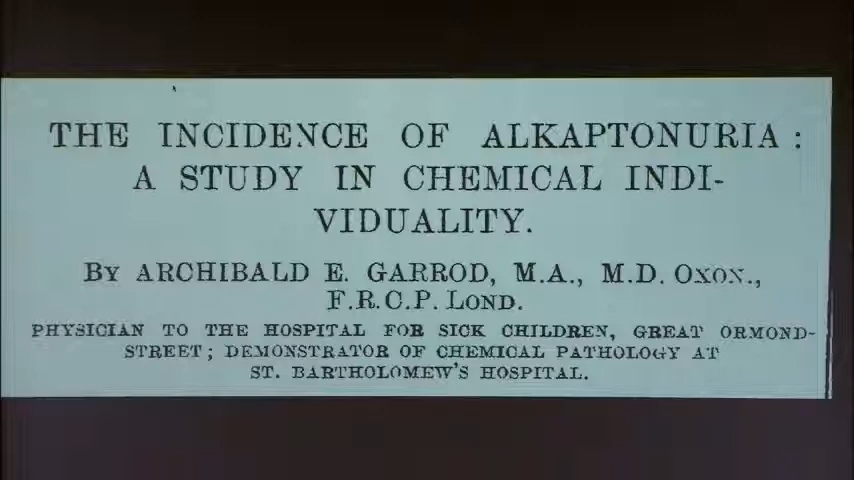 THE INCIDENCE OF ALKAPTONURIA :
A STUDY IN CHEMICAL INDI-
VIDUALITY.
BY ARCHIBALD E. GARROD, M.A., M.D. OXON.,
F.R.C.P. LOND.
PHYSICIAN TO THE HOSPITAL FOR SICK CHILDREN, GREAT ORMOND-
STREET; DEMONSTRATOR OF CHEMICAL PATHOLOGY AT
ST. BARTHOLOMEW'S HOSPITAL.